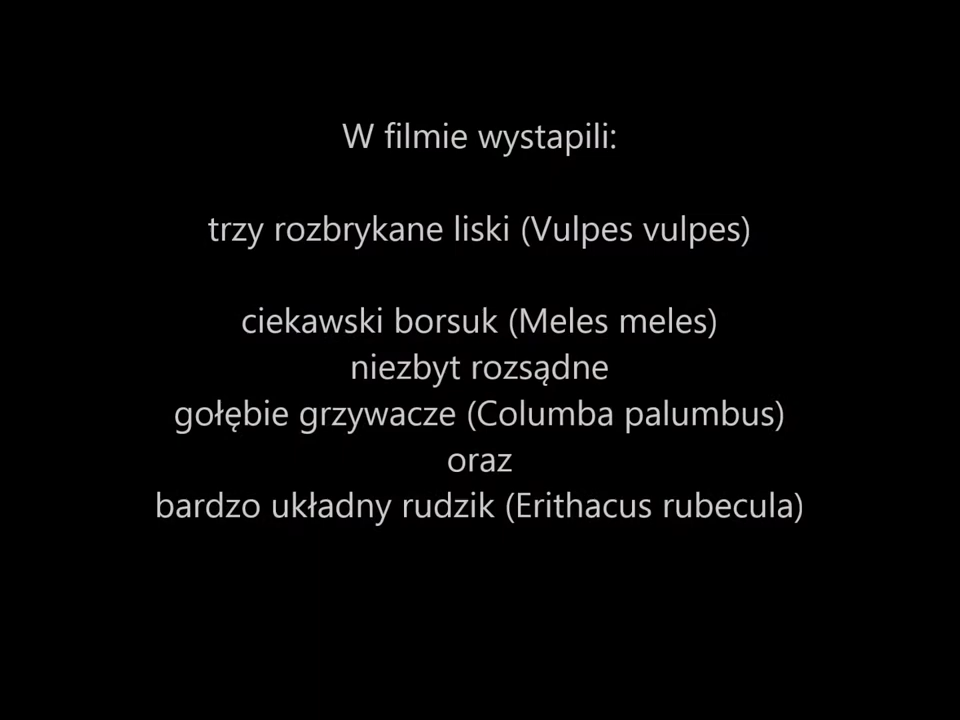 W filmie wystapili:
trzy rozbrykane liski (Vulpes vulpes)
ciekawski borsuk (Meles meles)
niezbyt rozsądne
gołębie grzywacze (Columba palumbus)
oraz
bardzo układny rudzik (Erithacus rubecula)